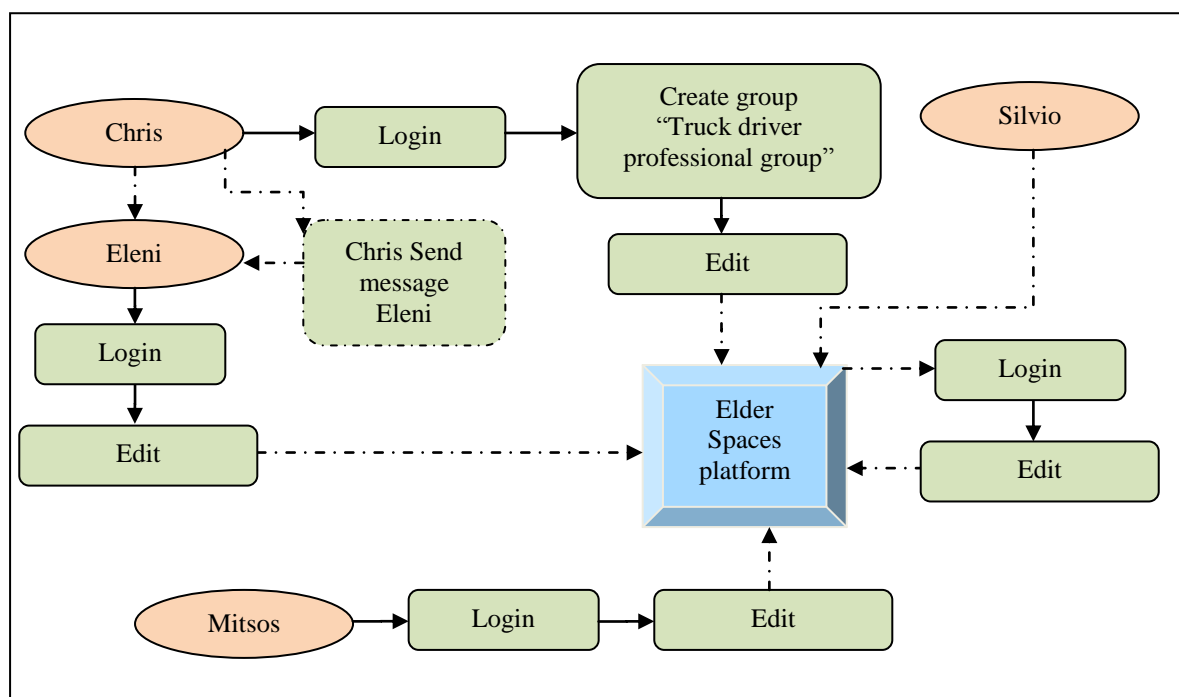 Chris
Login
Create group
“Truck driver
professional group”
Silvio
Eleni
Chris Send
message
Eleni
Edit
Login
Login
Edit
Elder
Spaces
platform
Edit
Mitsos
Login
Edit